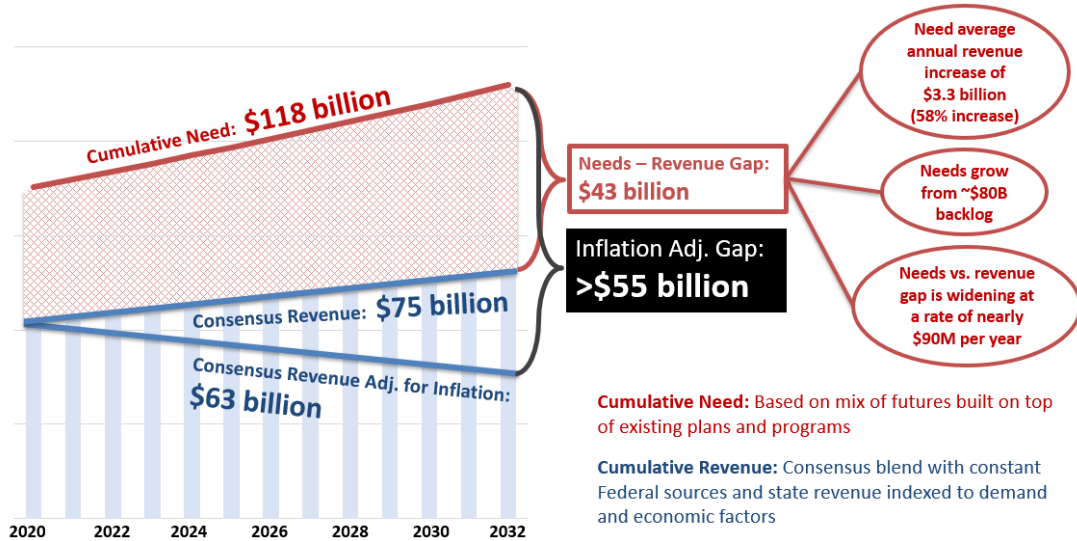 Cumulative Need: $118 billion
Consensus Revenue: $75 billion
Consensus Revenue Adj. for Inflation:
$63 billion
2020 2022 2024 2026 2028 2030 2032
Needs – Revenue Gap:
$43 billion
Inflation Adj. Gap:
>$55 billion
Need average
annual revenue
increase of
$3.3 billion
(58% increase)
Needs grow
from ~$80B
backlog
Needs vs. revenue
gap is widening at
a rate of nearly
$90M per year
Cumulative Need: Based on mix of futures built on top
of existing plans and programs
Cumulative Revenue: Consensus blend with constant
Federal sources and state revenue indexed to demand
and economic factors